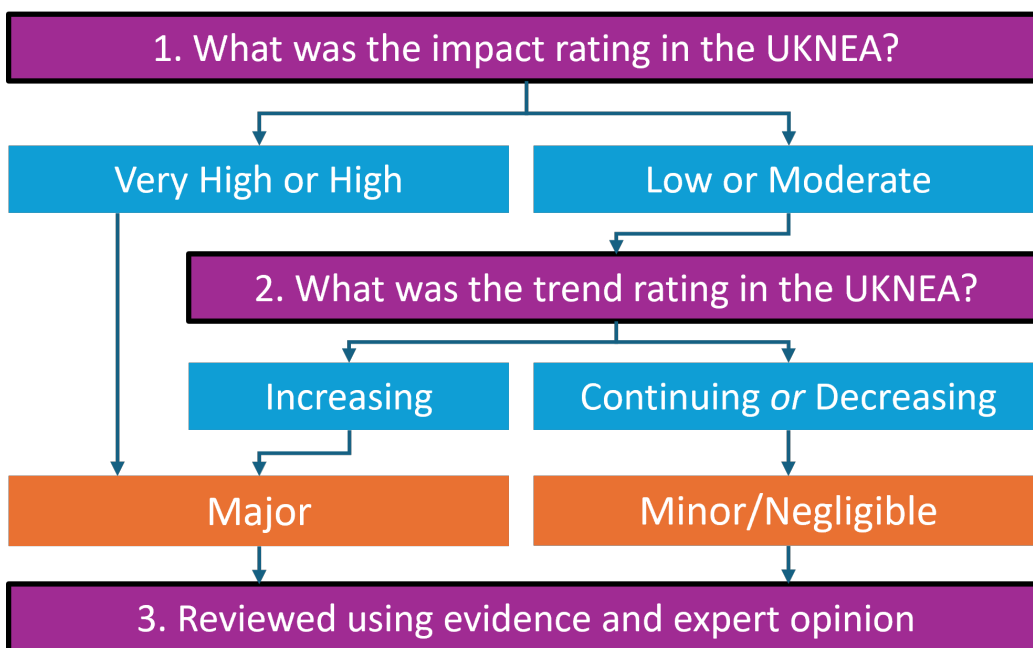 1. What was the impact rating in the UKNEA?
Very High or High
Low or Moderate
2. What was the trend rating in the UKNEA?
Increasing
Continuing or Decreasing
Major
Minor/Negligible
3. Reviewed using evidence and expert opinion